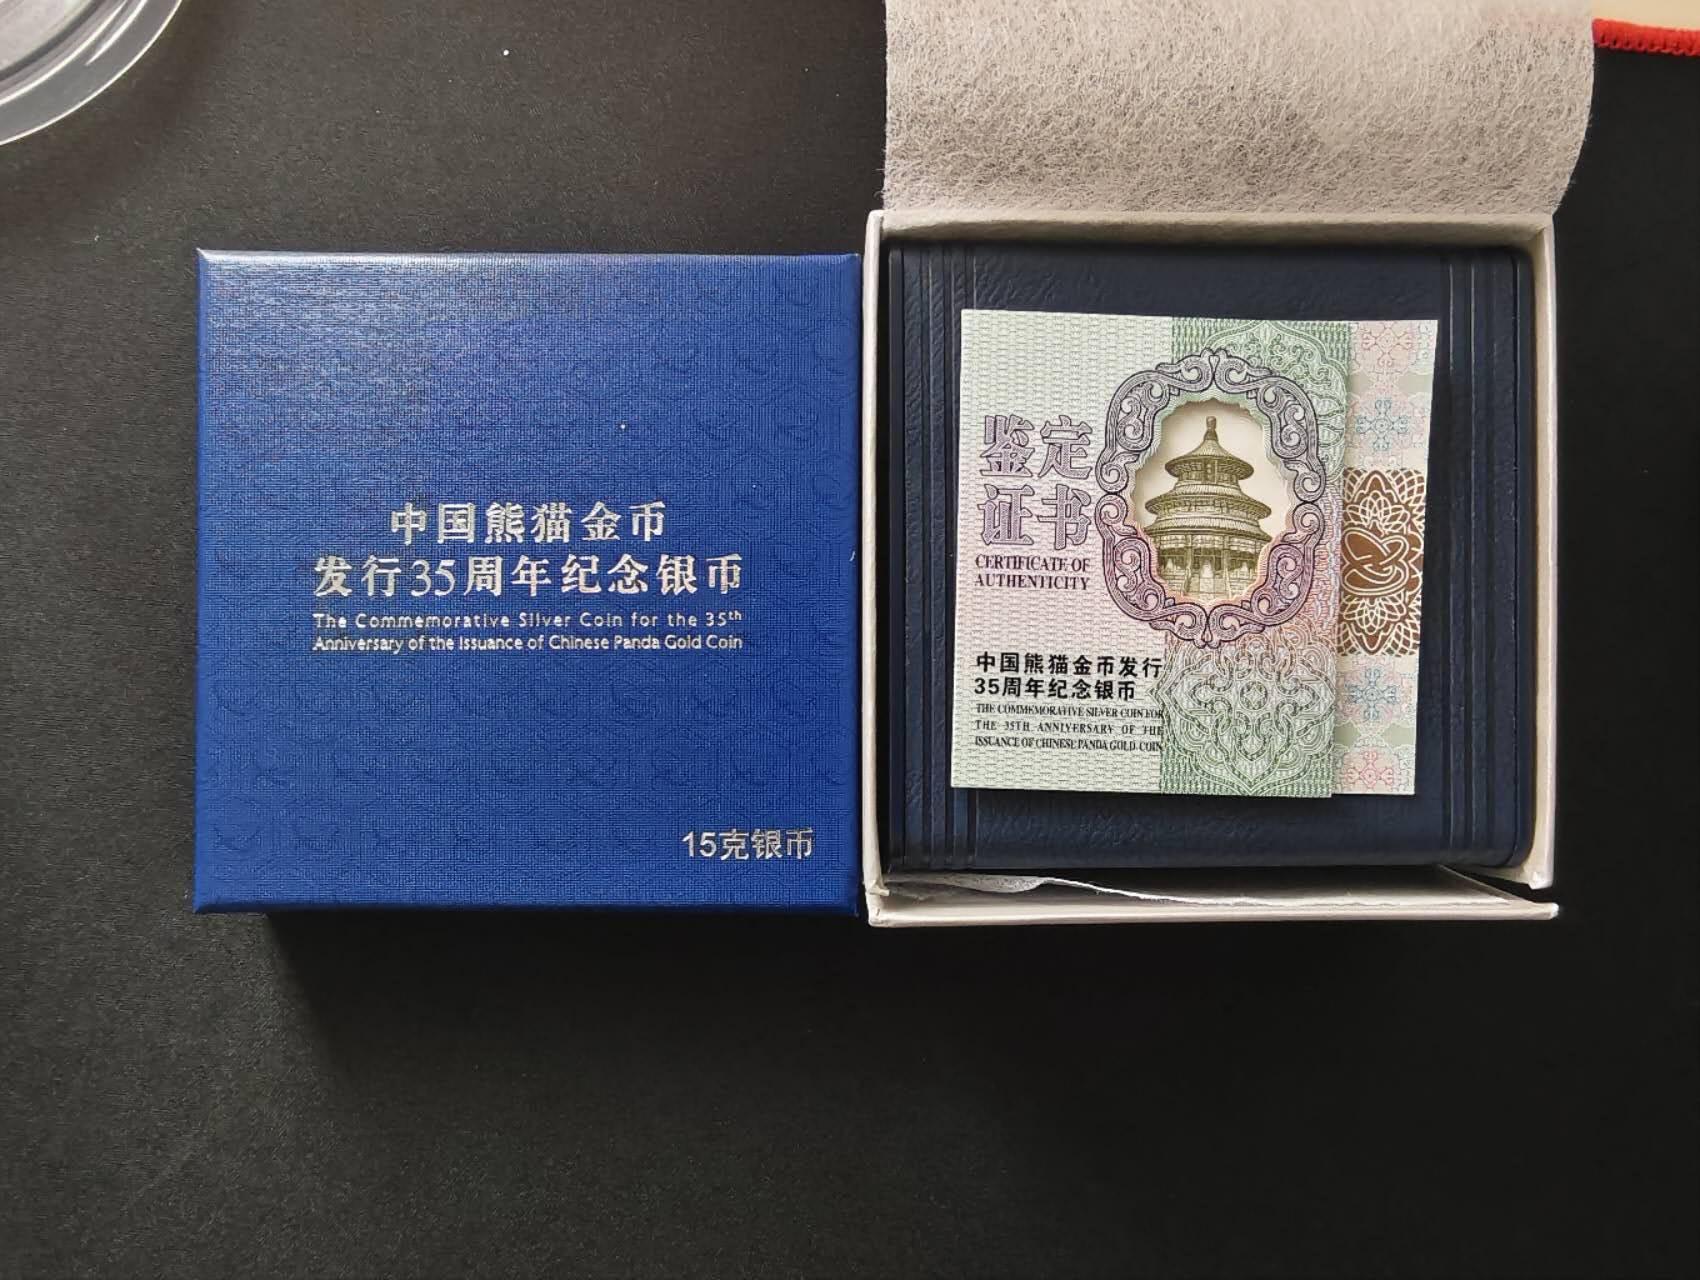 中国熊猫金币
发行35周年纪念银币
The Commemorative Silver Coin for the 35th
Anniversary of the Issuance of Chinese Panda Gold Coin
15克银币
鉴定
证书
CERTIFICATE OF
AUTHENTICITY
中国熊猫金币发行
35周年纪念银币
THE COMMEMORATIVE SILVER COIN FOR
THE 35TH ANNIVERSARY OF THE
ISSUANCE OF CHINESE PANDA GOLD COIN